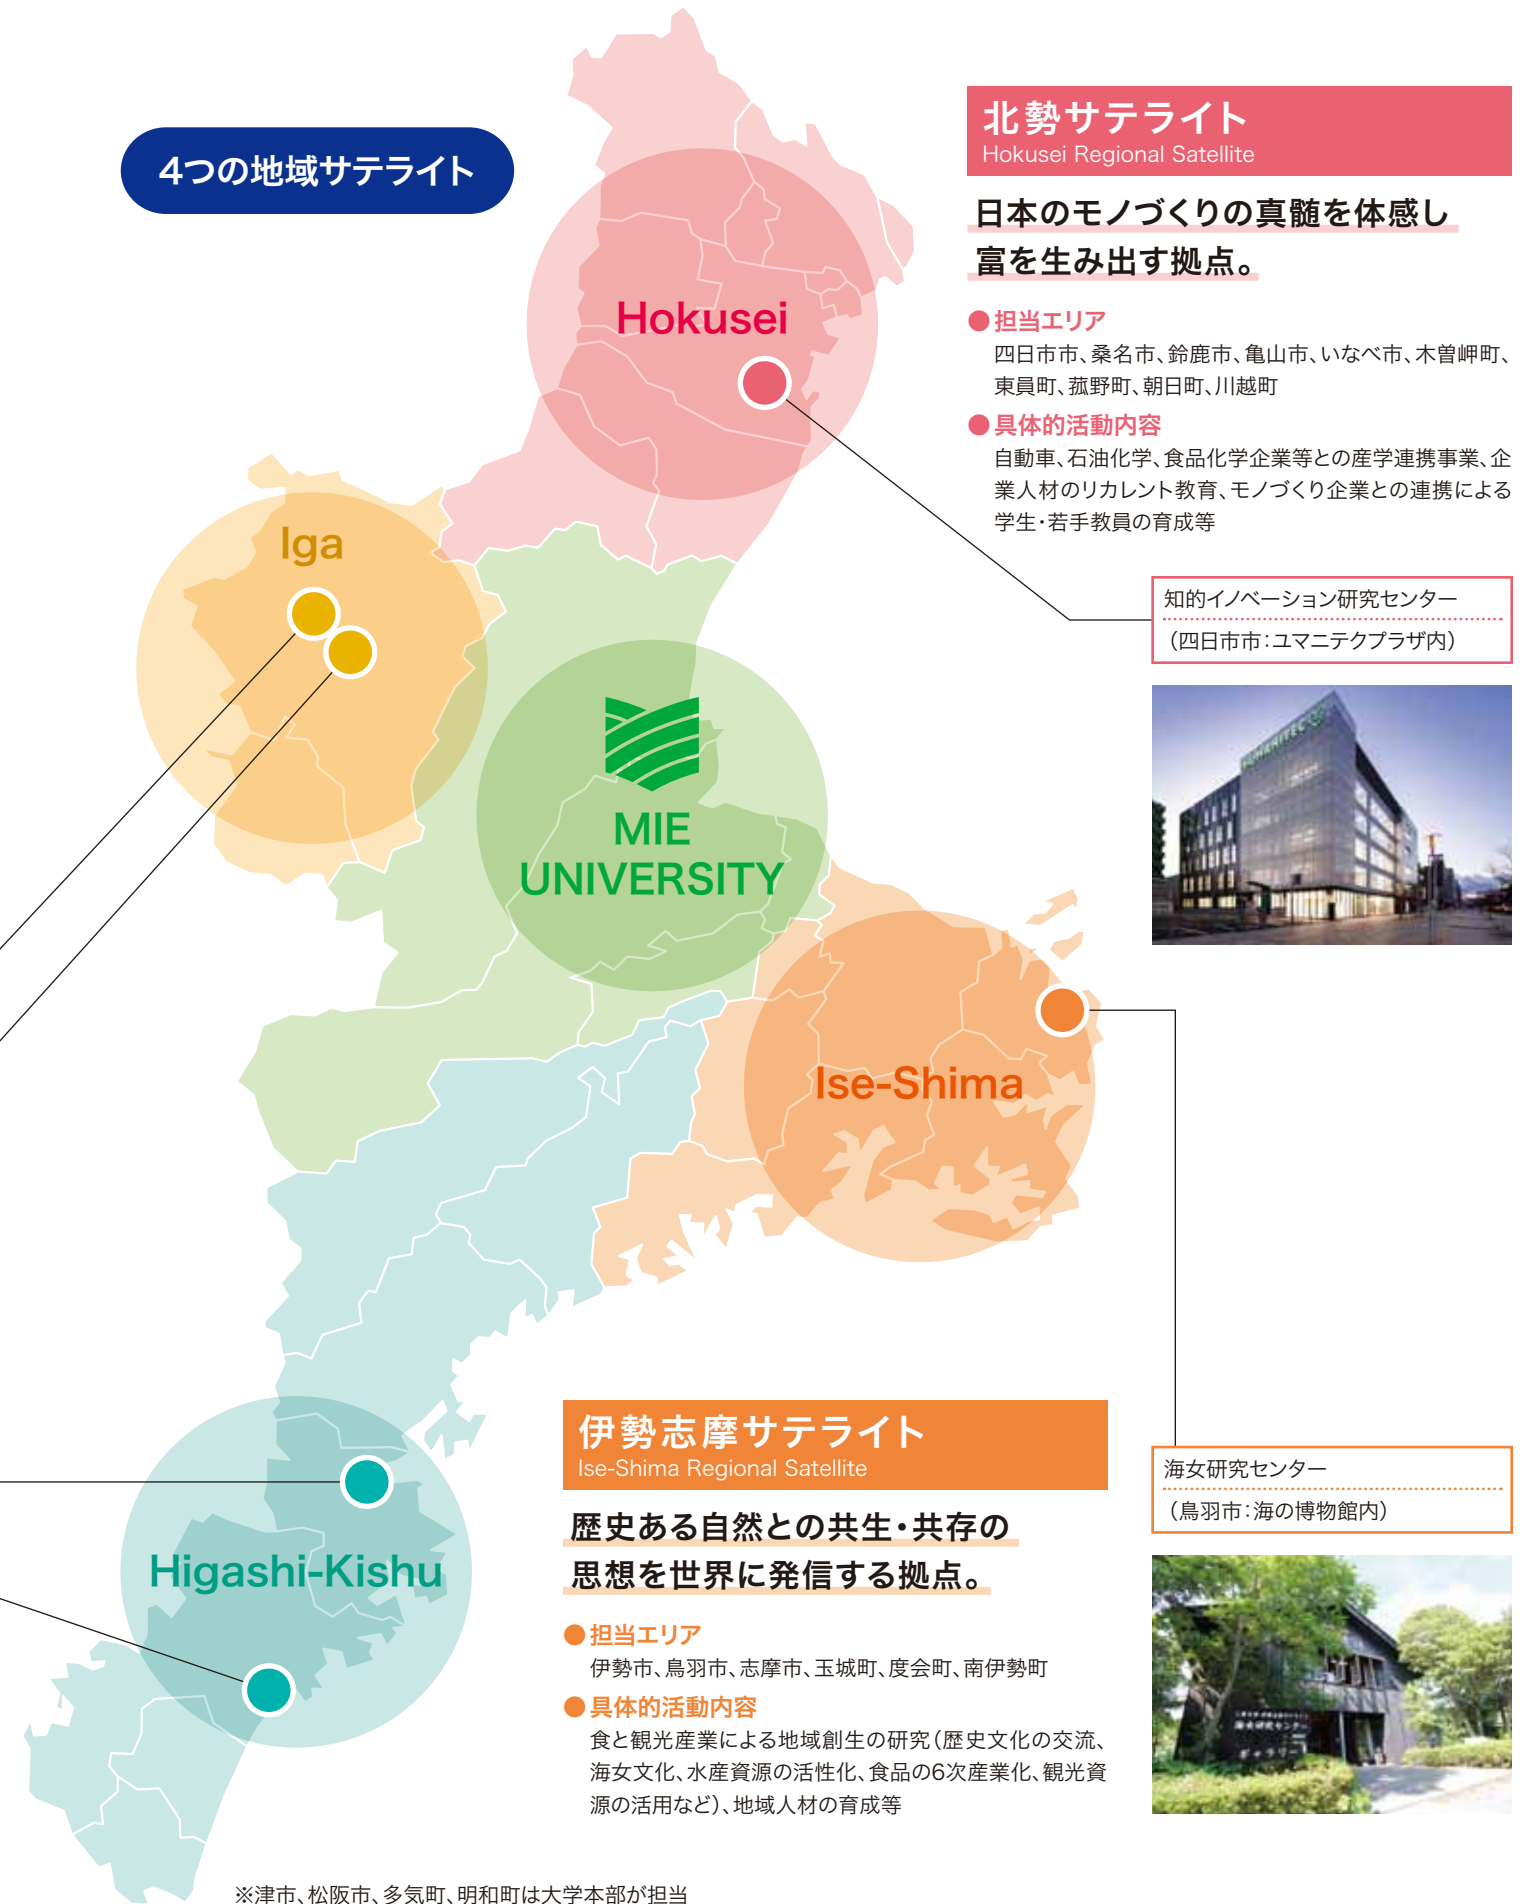 4つの地域サテライト
北勢サテライト
Hokusei Regional Satellite
日本のモノづくりの真髄を体感し
富を生み出す拠点。
●担当エリア
四日市市、桑名市、鈴鹿市、亀山市、いなべ市、木曽岬町、
東員町、菰野町、朝日町、川越町
●具体的活動内容
自動車、石油化学、食品化学企業等との産学連携事業、企
業人材のリカレント教育、モノづくり企業との連携による
学生・若手教員の育成等
知的イノベーション研究センター
（四日市市：ユマニテクプラザ内）
HUMANITEC
Hokusei
Iga
MIE
UNIVERSITY
Ise-Shima
Higashi-Kishu
伊勢志摩サテライト
Ise-Shima Regional Satellite
歴史ある自然との共生・共存の
思想を世界に発信する拠点。
●担当エリア
伊勢市、鳥羽市、志摩市、玉城町、度会町、南伊勢町
●具体的活動内容
食と観光産業による地域創生の研究（歴史文化の交流、
海女文化、水産資源の活性化、食品の6次産業化、観光資
源の活用など）、地域人材の育成等
海女研究センター
（鳥羽市：海の博物館内）
海女研究センター
ギャラリー
※津市、松阪市、多気町、明和町は大学本部が担当